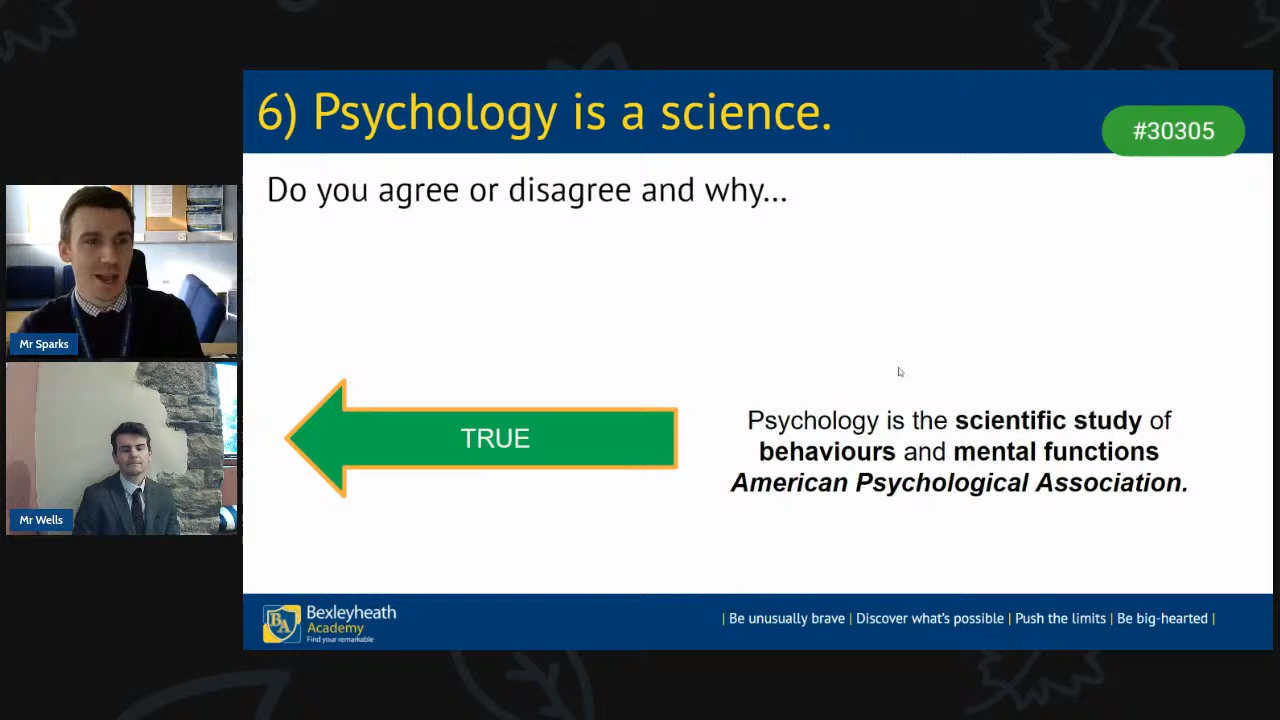 6) Psychology is a science.
#30305
Do you agree or disagree and why...
Mr Sparks
TRUE
Psychology is the scientific study of
behaviours and mental functions
American Psychological Association.
Mr Wells
BA
Bexleyheath
Academy
Find your remarkable
| Be unusually brave | Discover what's possible | Push the limits | Be big-hearted |